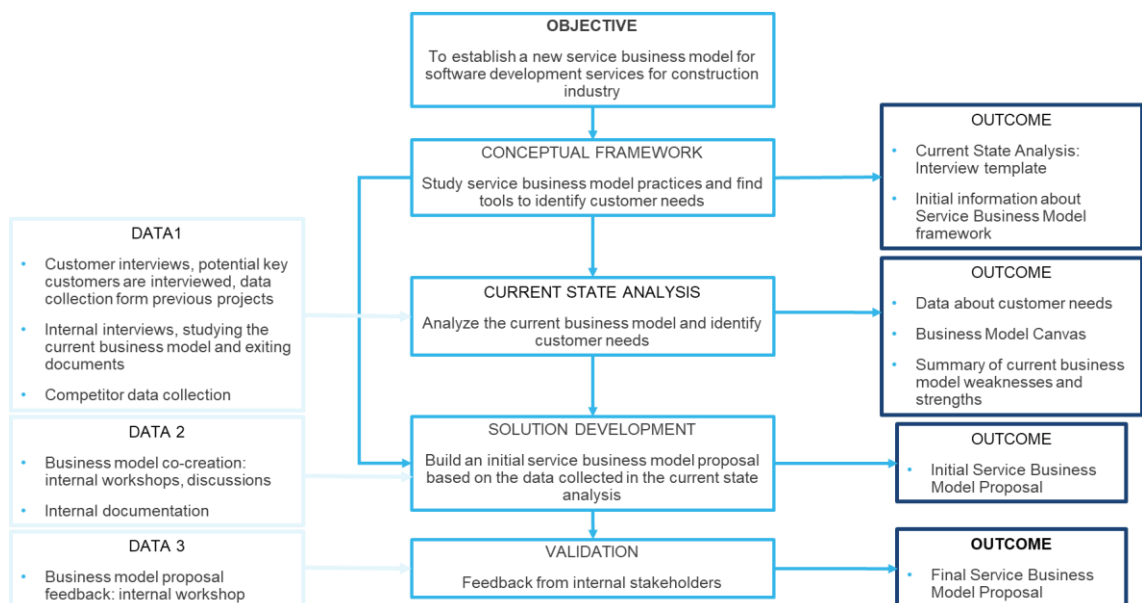 OBJECTIVE
To establish a new service business model for
software development services for construction
industry
CONCEPTUAL FRAMEWORK
Study service business model practices and find
tools to identify customer needs
OUTCOME
• Current State Analysis:
Interview template
• Initial information about
Service Business Model
framework
DATA1
• Customer interviews, potential key
customers are interviewed, data
collection form previous projects
• Internal interviews, studying the
current business model and exiting
documents
• Competitor data collection
CURRENT STATE ANALYSIS
Analyze the current business model and identify
customer needs
OUTCOME
• Data about customer needs
• Business Model Canvas
• Summary of current business
model weaknesses and
strengths
DATA 2
• Business model co-creation:
internal workshops, discussions
• Internal documentation
SOLUTION DEVELOPMENT
Build an initial service business model proposal
based on the data collected in the current state
analysis
OUTCOME
• Initial Service Business
Model Proposal
DATA 3
• Business model proposal
feedback: internal workshop
VALIDATION
Feedback from internal stakeholders
OUTCOME
• Final Service Business
Model Proposal